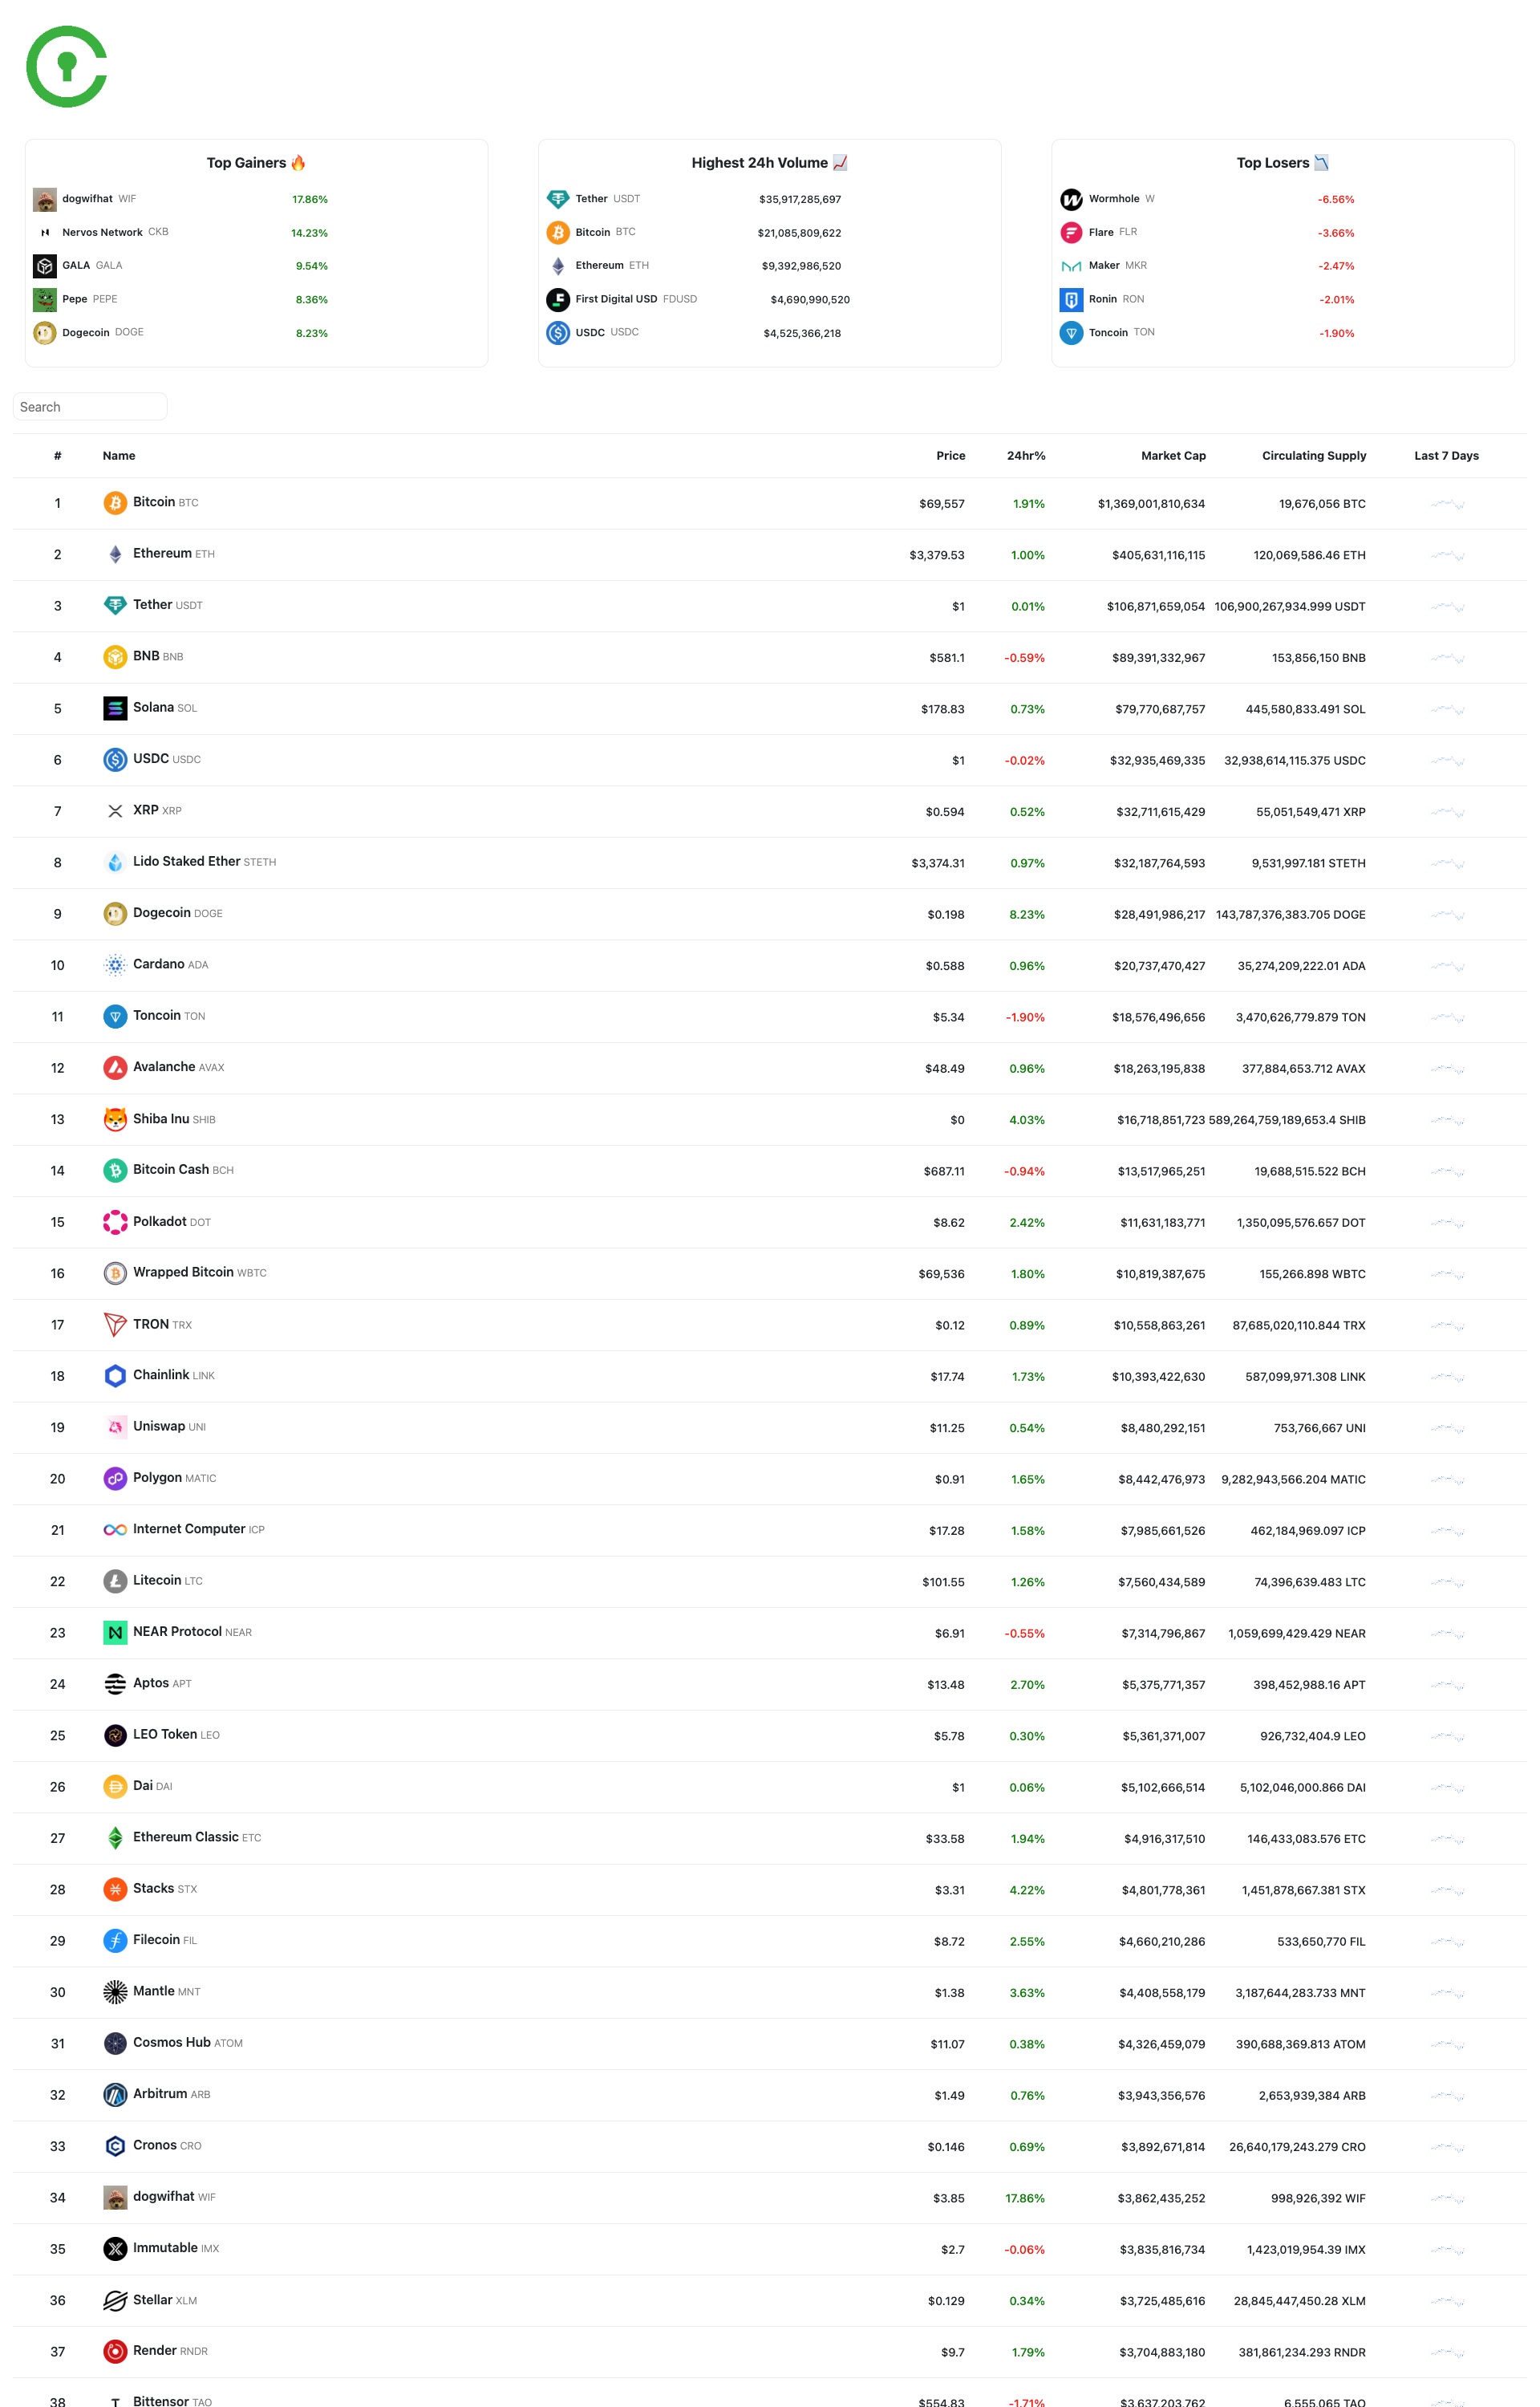 Top Gainers 🔥
dogwifhat WIF 17.86%
Nervos Network CKB 14.23%
GALA GALA 9.54%
Pepe PEPE 8.36%
Dogecoin DOGE 8.23%
Highest 24h Volume 📈
Tether USDT $35,917,285,697
Bitcoin BTC $21,085,809,622
Ethereum ETH $9,392,986,520
First Digital USD FDUSD $4,690,990,520
USDC USDC $4,525,366,218
Top Losers 📉
Wormhole W -6.56%
Flare FLR -3.66%
Maker MKR -2.47%
Ronin RON -2.01%
Toncoin TON -1.90%
Search
# Name Price 24hr% Market Cap Circulating Supply Last 7 Days
1 Bitcoin BTC $69,557 1.91% $1,369,001,810,634 19,676,056 BTC
2 Ethereum ETH $3,379.53 1.00% $405,631,116,115 120,069,586.46 ETH
3 Tether USDT $1 0.01% $106,871,659,054 106,900,267,934.999 USDT
4 BNB BNB $581.1 -0.59% $89,391,332,967 153,856,150 BNB
5 Solana SOL $178.83 0.73% $79,770,687,757 445,580,833.491 SOL
6 USDC USDC $1 -0.02% $32,935,469,335 32,938,614,115.375 USDC
7 XRP XRP $0.594 0.52% $32,711,615,429 55,051,549,471 XRP
8 Lido Staked Ether STETH $3,374.31 0.97% $32,187,764,593 9,531,997.181 STETH
9 Dogecoin DOGE $0.198 8.23% $28,491,986,217 143,787,376,383.705 DOGE
10 Cardano ADA $0.588 0.96% $20,737,470,427 35,274,209,222.01 ADA
11 Toncoin TON $5.34 -1.90% $18,576,496,656 3,470,626,779.879 TON
12 Avalanche AVAX $48.49 0.96% $18,263,195,838 377,884,653.712 AVAX
13 Shiba Inu SHIB $0 4.03% $16,718,851,723 589,264,759,189,653.4 SHIB
14 Bitcoin Cash BCH $687.11 -0.94% $13,517,965,251 19,688,515.522 BCH
15 Polkadot DOT $8.62 2.42% $11,631,183,771 1,350,095,576.657 DOT
16 Wrapped Bitcoin WBTC $69,536 1.80% $10,819,387,675 155,266.898 WBTC
17 TRON TRX $0.12 0.89% $10,558,863,261 87,685,020,110.844 TRX
18 Chainlink LINK $17.74 1.73% $10,393,422,630 587,099,971.308 LINK
19 Uniswap UNI $11.25 0.54% $8,480,292,151 753,766,667 UNI
20 Polygon MATIC $0.91 1.65% $8,442,476,973 9,282,943,566.204 MATIC
21 Internet Computer ICP $17.28 1.58% $7,985,661,526 462,184,969.097 ICP
22 Litecoin LTC $101.55 1.26% $7,560,434,589 74,396,639.483 LTC
23 NEAR Protocol NEAR $6.91 -0.55% $7,314,796,867 1,059,699,429.429 NEAR
24 Aptos APT $13.48 2.70% $5,375,771,357 398,452,988.16 APT
25 LEO Token LEO $5.78 0.30% $5,361,371,007 926,732,404.9 LEO
26 Dai DAI $1 0.06% $5,102,666,514 5,102,046,000.866 DAI
27 Ethereum Classic ETC $33.58 1.94% $4,916,317,510 146,433,083.576 ETC
28 Stacks STX $3.31 4.22% $4,801,778,361 1,451,878,667.381 STX
29 Filecoin FIL $8.72 2.55% $4,660,210,286 533,650,770 FIL
30 Mantle MNT $1.38 3.63% $4,408,558,179 3,187,644,283.733 MNT
31 Cosmos Hub ATOM $11.07 0.38% $4,326,459,079 390,688,369.813 ATOM
32 Arbitrum ARB $1.49 0.76% $3,943,356,576 2,653,939,384 ARB
33 Cronos CRO $0.146 0.69% $3,892,671,814 26,640,179,243.279 CRO
34 dogwifhat WIF $3.85 17.86% $3,862,435,252 998,926,392 WIF
35 Immutable IMX $2.7 -0.06% $3,835,816,734 1,423,019,954.39 IMX
36 Stellar XLM $0.129 0.34% $3,725,485,616 28,845,447,450.28 XLM
37 Render RNDR $9.7 1.79% $3,704,883,180 381,861,234.293 RNDR
38 Bittensor TAO $554.83 -1.71% $3,637,203,762 6,555,065 TAO